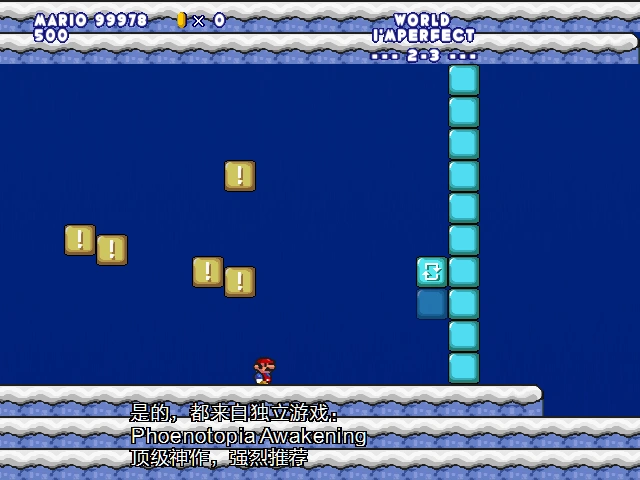 MARIO 99978 × 0 WORLD
500 I'MPERFECT
--- 2-3 ---
!
! !
! !
是的，都来自独立游戏：
Phoenotopia Awakening
顶级神作，强烈推荐